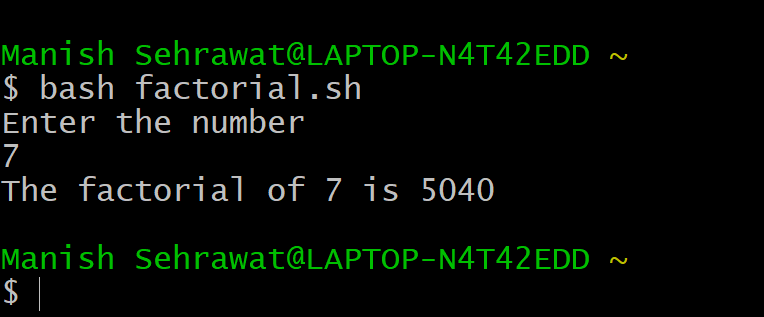 Manish Sehrawat@LAPTOP-N4T42EDD ~
$ bash factorial.sh
Enter the number
7
The factorial of 7 is 5040
Manish Sehrawat@LAPTOP-N4T42EDD ~
$